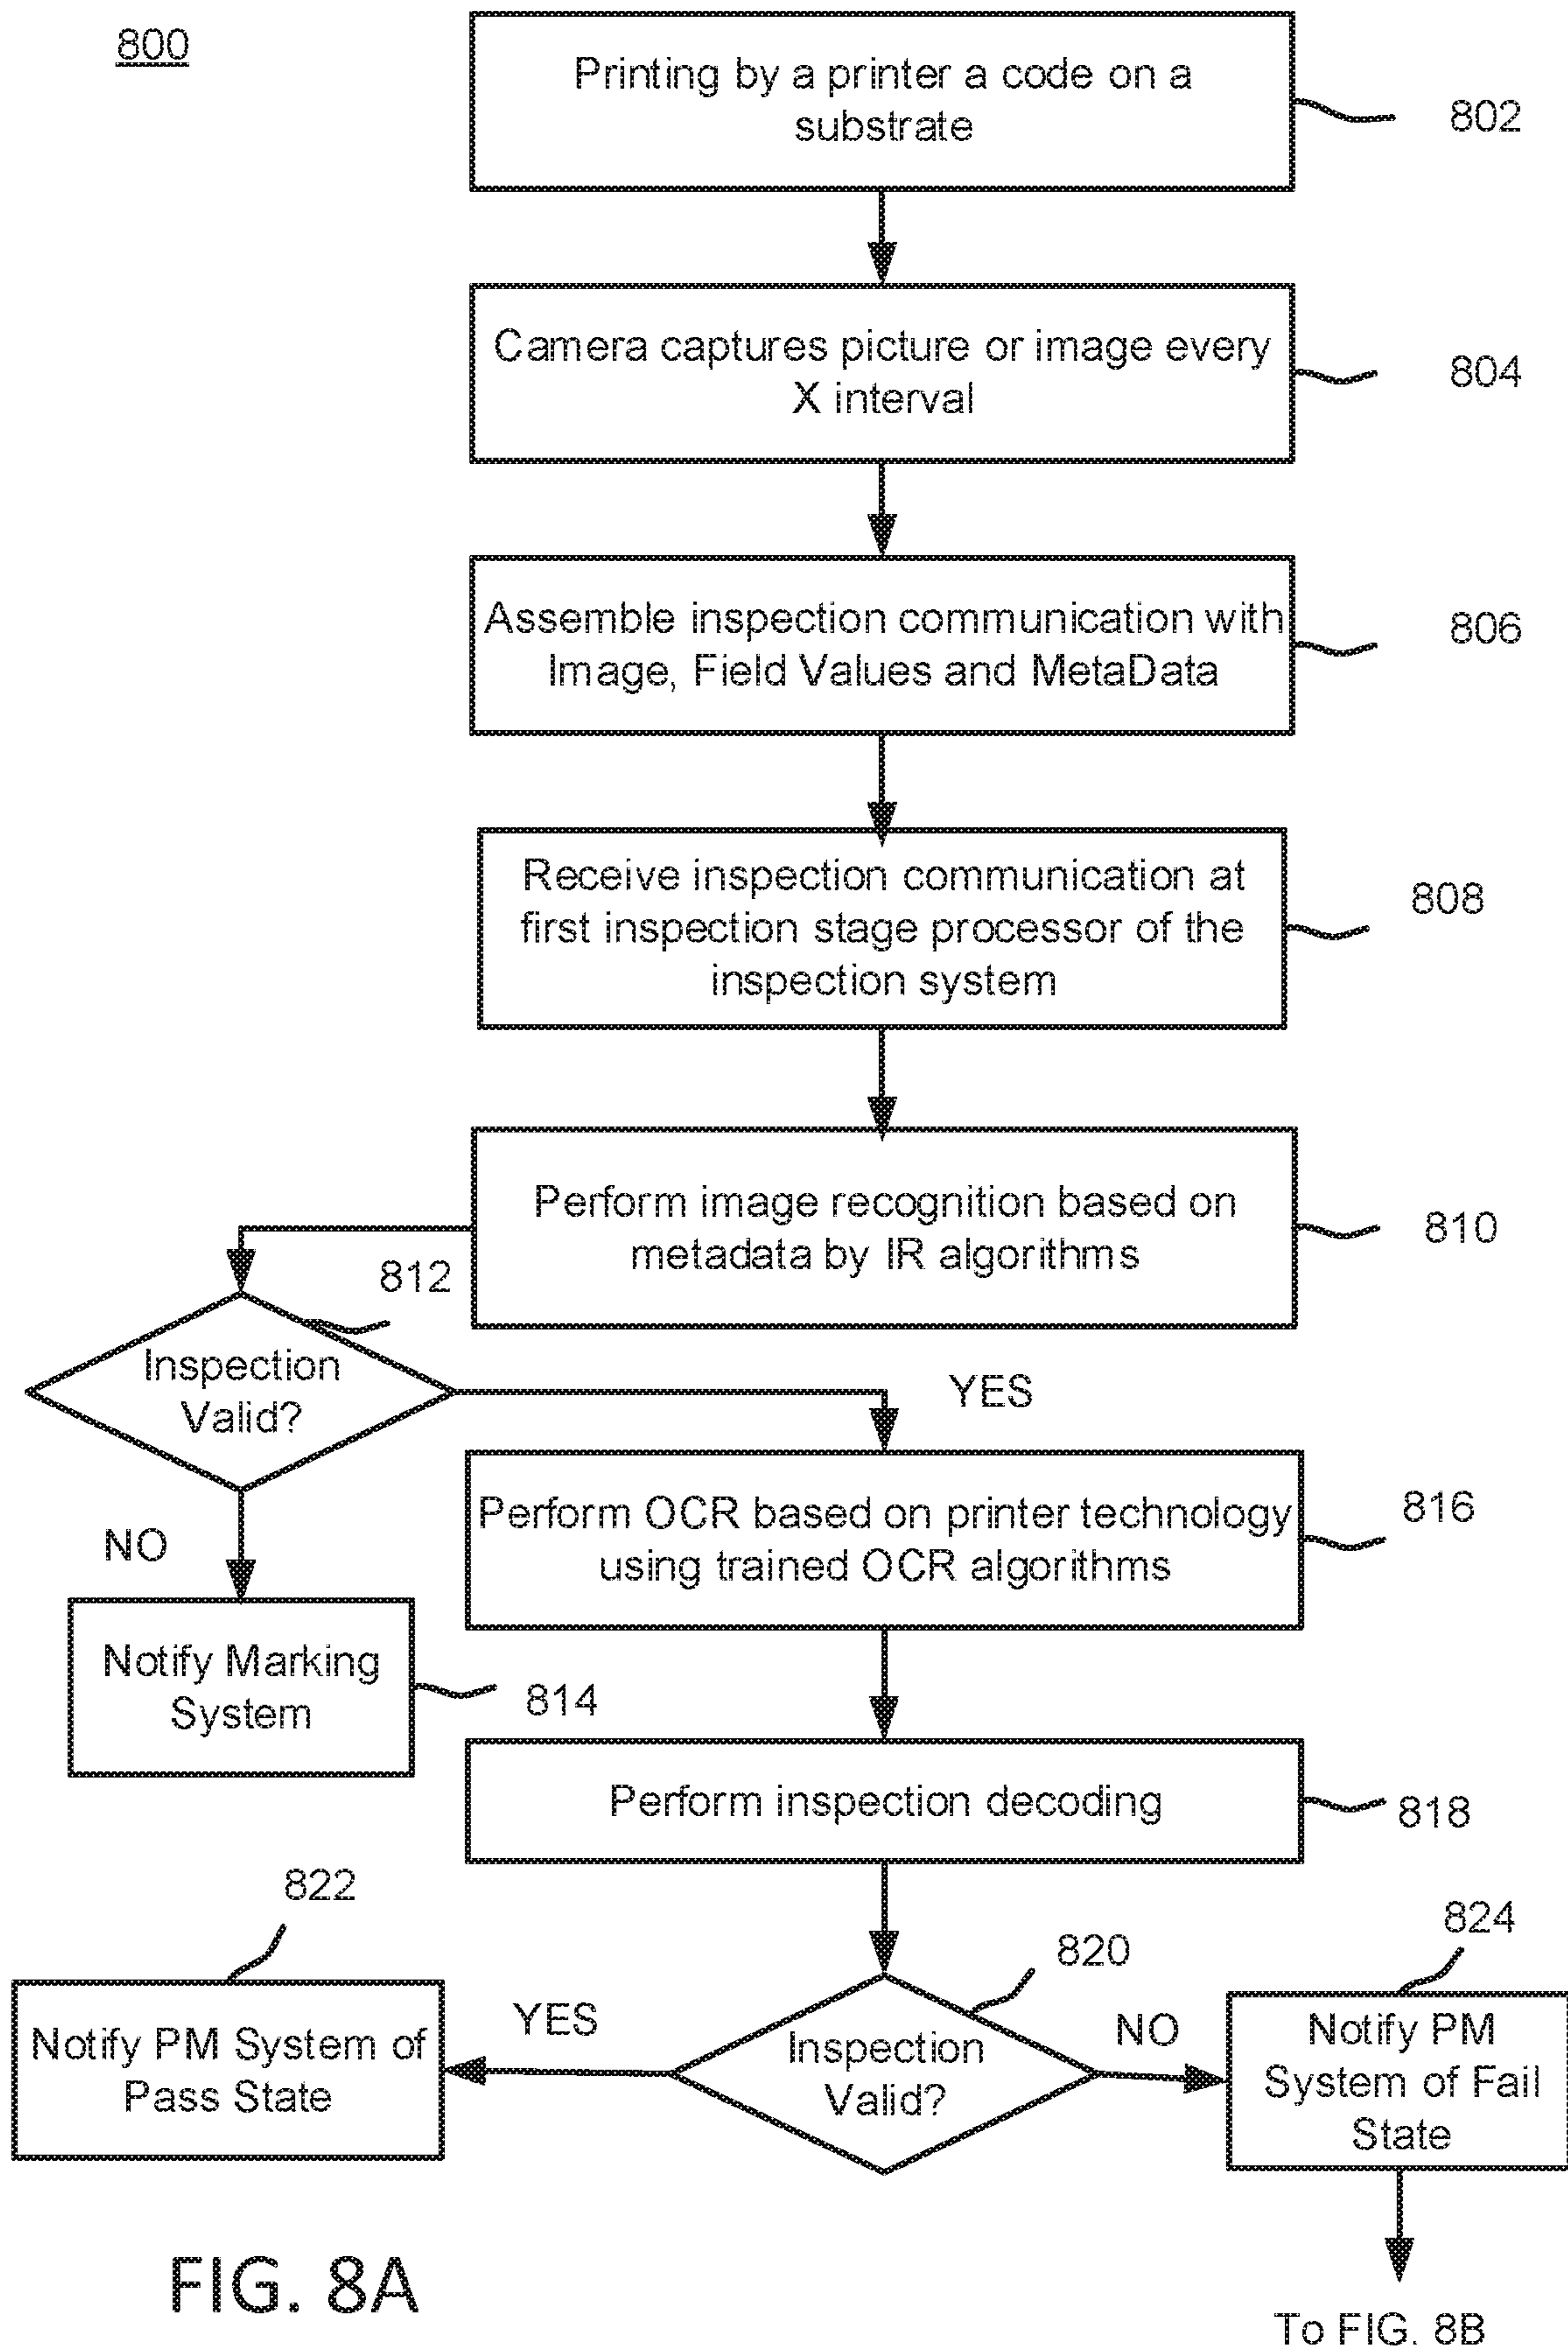 800
Printing by a printer a code on a
substrate
802
Camera captures picture or image every
X interval
804
Assemble inspection communication with
Image, Field Values and MetaData
806
Receive inspection communication at
first inspection stage processor of the
inspection system
808
Perform image recognition based on
metadata by IR algorithms
810
812
Inspection
Valid?
YES
NO
Perform OCR based on printer technology
using trained OCR algorithms
816
Notify Marking
System
814
Perform inspection decoding
818
822
824
820
Notify PM System of
Pass State
YES
Inspection
Valid?
NO
Notify PM
System of Fail
State
FIG. 8A
To FIG. 8B